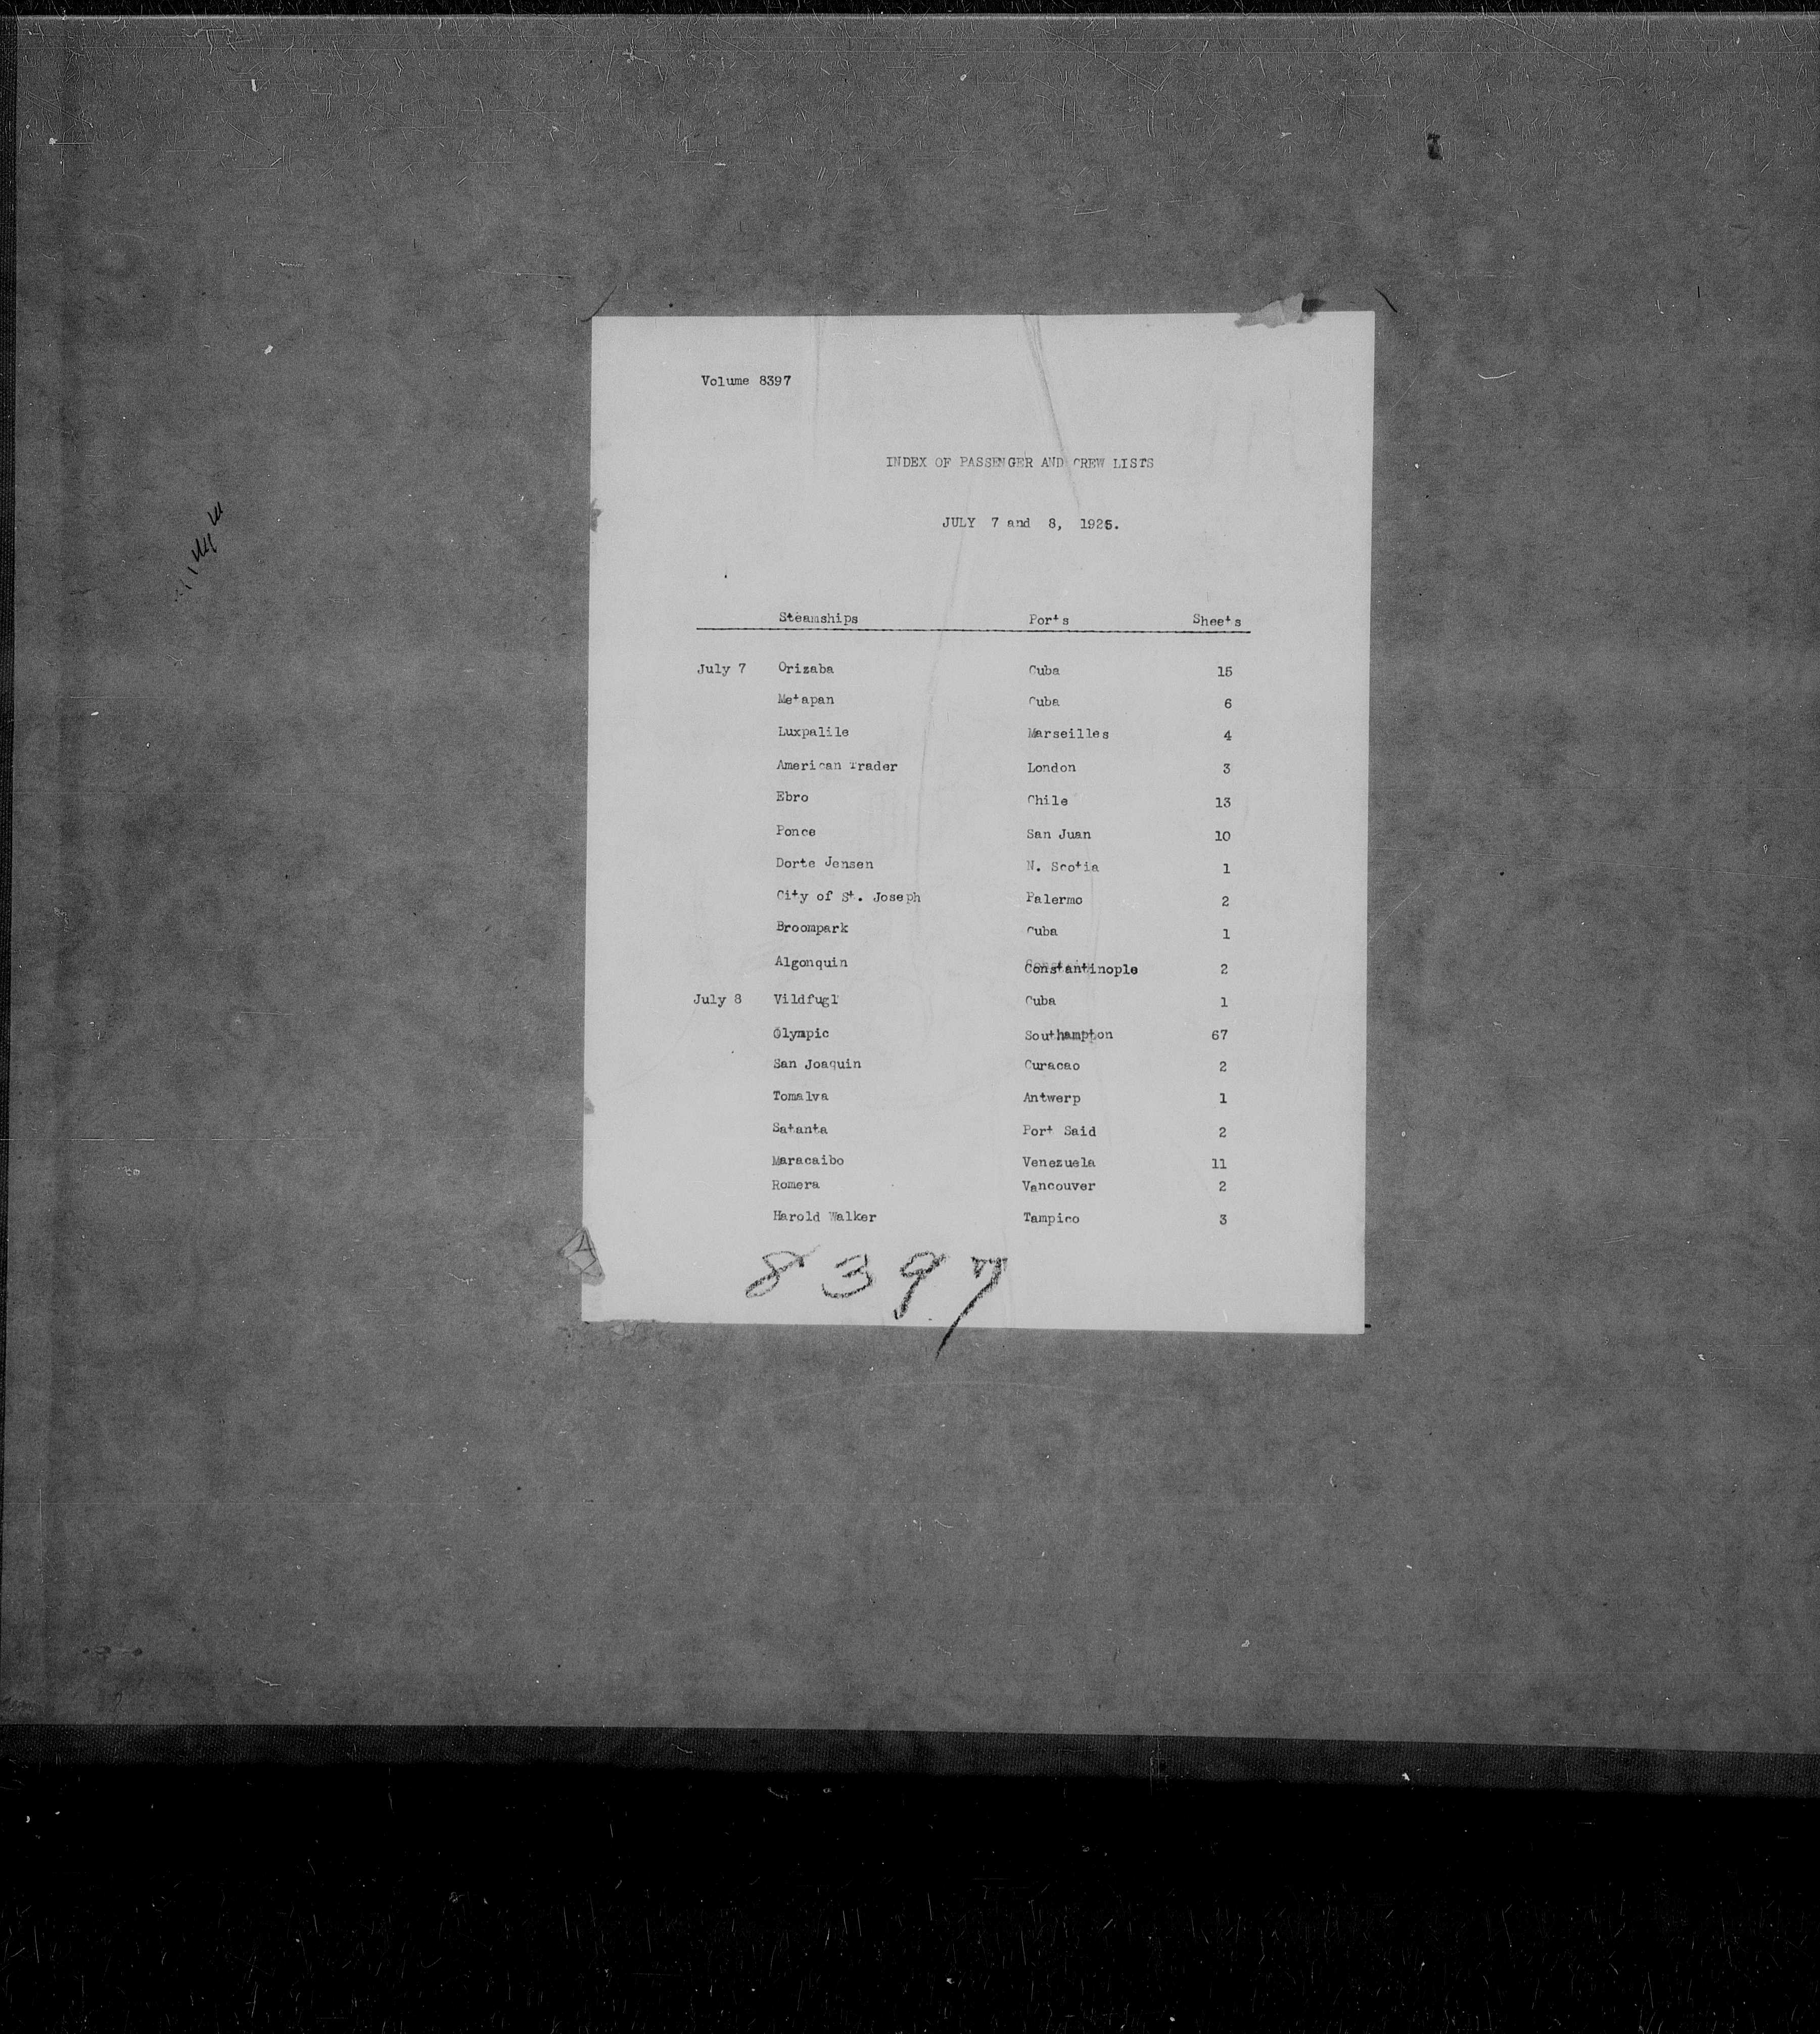 Volume 8397
INDEX OF PASSENGER AND CREW LISTS
JULY 7 and 8, 1925.
Steamships Ports Sheets
July 7 Orizaba Cuba 15
Metapan Cuba 6
Luxpalile Marseilles 4
American Trader London 3
Ebro Chile 13
Ponce San Juan 10
Dorte Jensen N. Scotia 1
City of St. Joseph Palermo 2
Broompark Cuba 1
Algonquin Constantinople 2
July 8 Vildfugl Cuba 1
Olympic Southampton 67
San Joaquin Curacao 2
Tomalva Antwerp 1
Satanta Port Said 2
Maracaibo Venezuela 11
Romera Vancouver 2
Harold Walker Tampico 3
8397